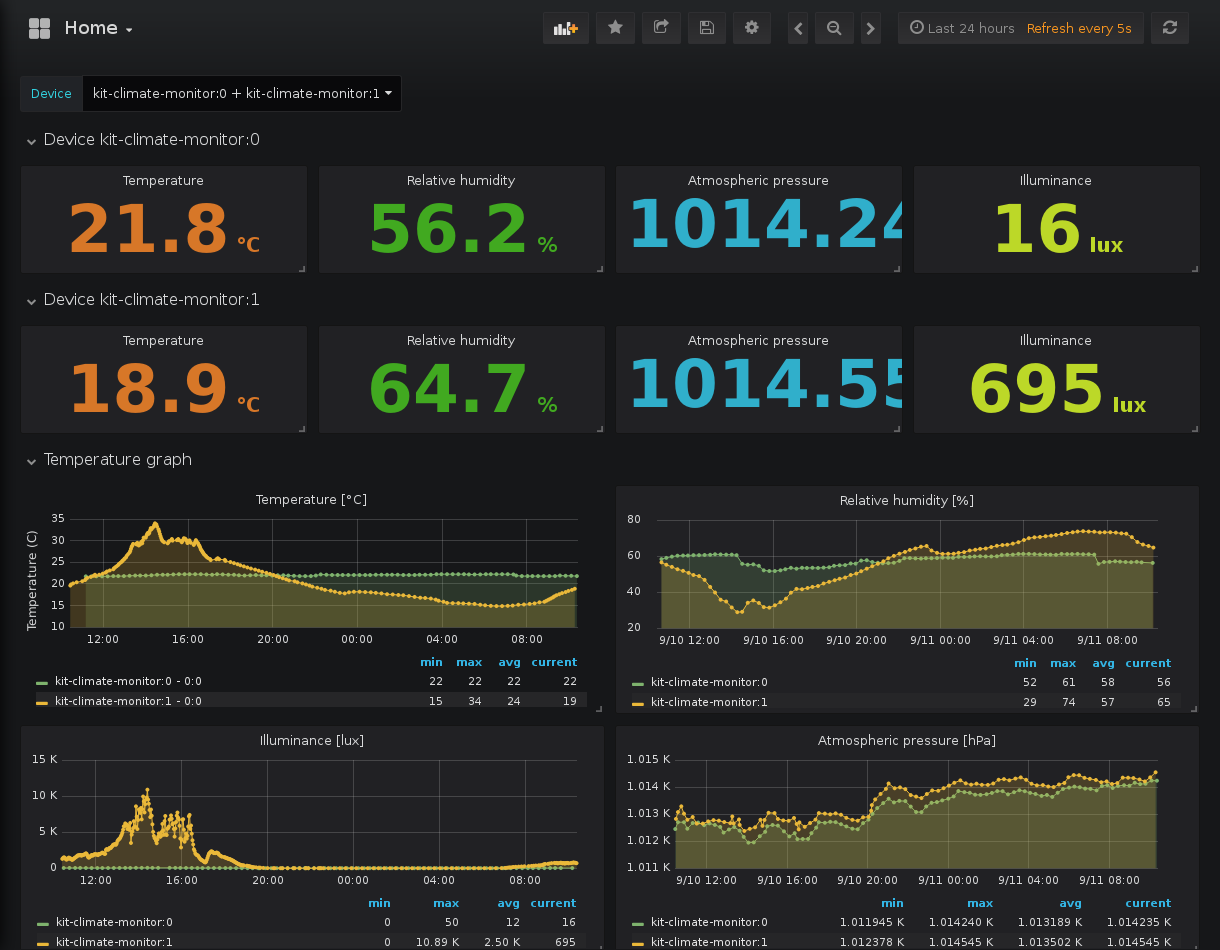 Home
Last 24 hours Refresh every 5s
Device kit-climate-monitor:0 + kit-climate-monitor:1
Device kit-climate-monitor:0
Temperature Relative humidity Atmospheric pressure Illuminance
21.8 °C 56.2 % 1014.24 16 lux
Device kit-climate-monitor:1
Temperature Relative humidity Atmospheric pressure Illuminance
18.9 °C 64.7 % 1014.55 695 lux
Temperature graph
Temperature [°C]
Temperature (C)
35
30
25
20
15
10
12:00 16:00 20:00 00:00 04:00 08:00
min max avg current
kit-climate-monitor:0 - 0:0 22 22 22 22
kit-climate-monitor:1 - 0:0 15 34 24 19
Relative humidity [%]
80
60
40
20
9/10 12:00 9/10 16:00 9/10 20:00 9/11 00:00 9/11 04:00 9/11 08:00
min max avg current
kit-climate-monitor:0 52 61 58 56
kit-climate-monitor:1 29 74 57 65
Illuminance [lux]
15 K
10 K
5 K
0
12:00 16:00 20:00 00:00 04:00 08:00
min max avg current
kit-climate-monitor:0 0 50 12 16
kit-climate-monitor:1 0 10.89 K 2.50 K 695
Atmospheric pressure [hPa]
1.015 K
1.014 K
1.013 K
1.012 K
1.011 K
9/10 12:00 9/10 16:00 9/10 20:00 9/11 00:00 9/11 04:00 9/11 08:00
min max avg current
kit-climate-monitor:0 1.011945 K 1.014240 K 1.013189 K 1.014235 K
kit-climate-monitor:1 1.012378 K 1.014545 K 1.013502 K 1.014545 K